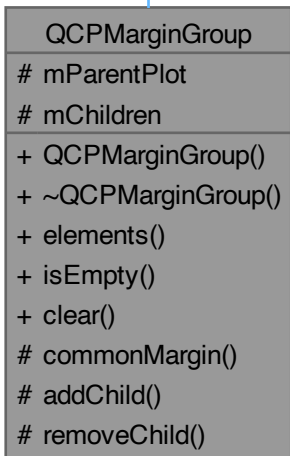 QCPMarginGroup
# mParentPlot
# mChildren
+ QCPMarginGroup()
+ ~QCPMarginGroup()
+ elements()
+ isEmpty()
+ clear()
# commonMargin()
# addChild()
# removeChild()